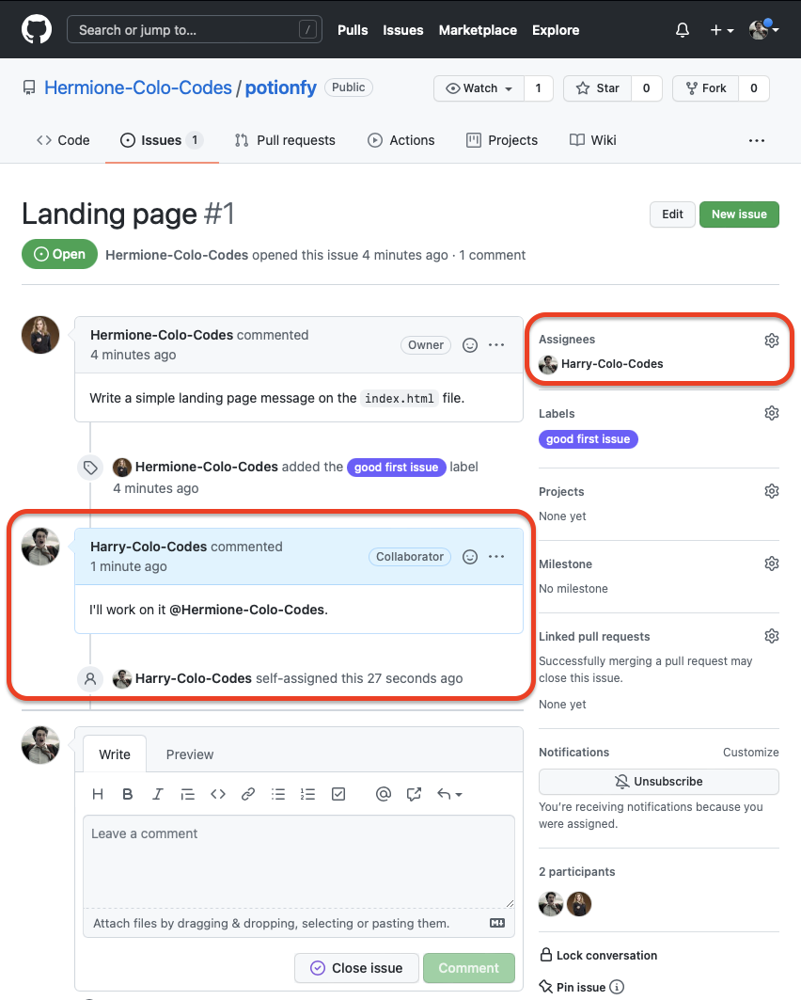 Search or jump to... /
Pulls Issues Marketplace Explore
Hermione-Colo-Codes / potionfy Public
Watch 1 Star 0 Fork 0
Code Issues 1 Pull requests Actions Projects Wiki
Landing page #1
Edit New issue
Open Hermione-Colo-Codes opened this issue 4 minutes ago · 1 comment
Hermione-Colo-Codes commented
4 minutes ago
Owner
Write a simple landing page message on the index.html file.
Hermione-Colo-Codes added the good first issue label
4 minutes ago
Harry-Colo-Codes commented
1 minute ago
Collaborator
I'll work on it @Hermione-Colo-Codes.
Harry-Colo-Codes self-assigned this 27 seconds ago
Write Preview
H B I
Leave a comment
Attach files by dragging & dropping, selecting or pasting them.
Close issue Comment
Assignees
Harry-Colo-Codes
Labels
good first issue
Projects
None yet
Milestone
No milestone
Linked pull requests
Successfully merging a pull request may
close this issue.
None yet
Notifications Customize
Unsubscribe
You're receiving notifications because you
were assigned.
2 participants
Lock conversation
Pin issue